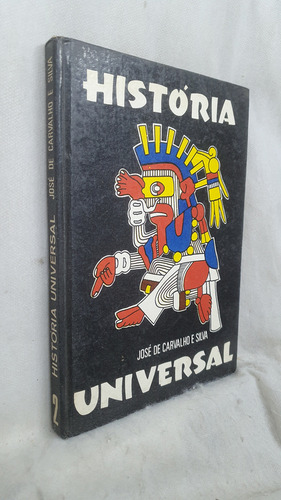 HISTÓRIA
JOSÉ DE CARVALHO E SILVA
UNIVERSAL
2 HISTÓRIA UNIVERSAL JOSÉ DE CARVALHO E SILVA